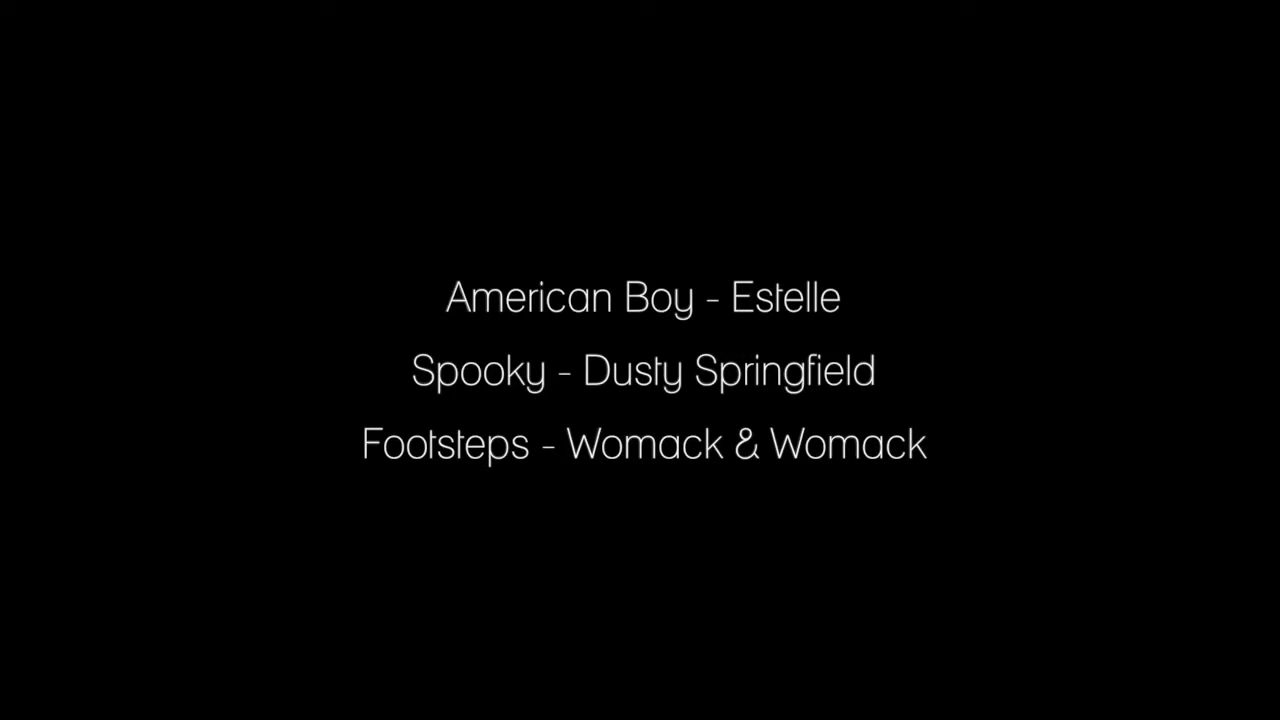 American Boy - Estelle
Spooky - Dusty Springfield
Footsteps - Womack & Womack